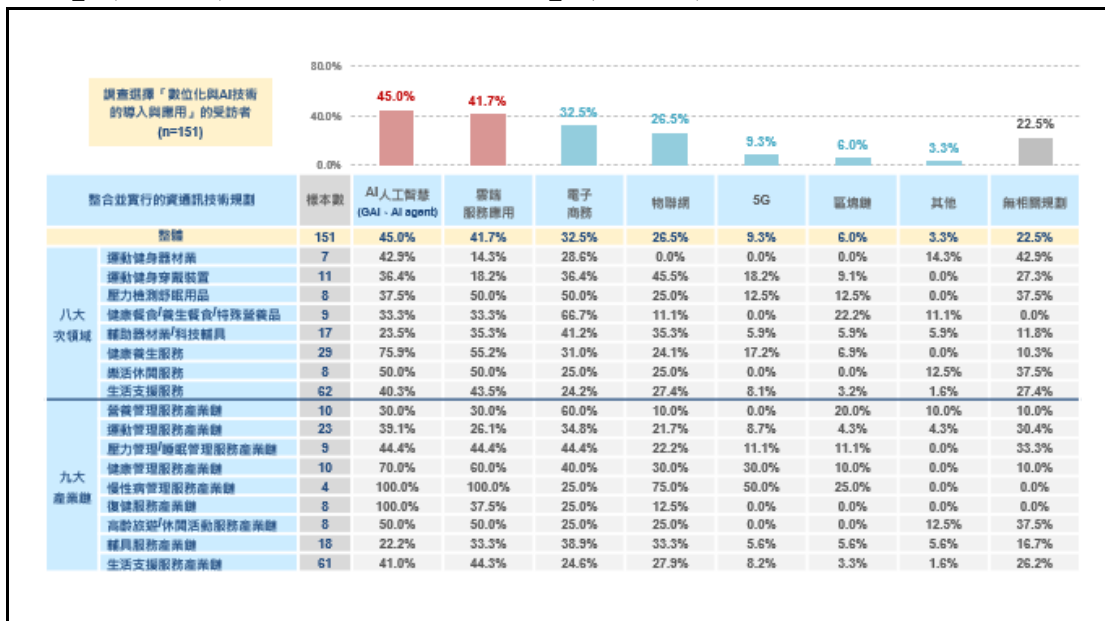 80.0%
調查選擇「數位化與AI技術
的導入與應用」的受訪者
(n=151)
45.0%
41.7%
40.0%
32.5%
26.5%
22.5%
9.3%
6.0%
3.3%
0.0%
整合並實行的資通訊技術規劃 樣本數 AI人工智慧 (GAI、AI agent) 雲端服務應用 電子商務 物聯網 5G 區塊鏈 其他 無相關規劃
整體 151 45.0% 41.7% 32.5% 26.5% 9.3% 6.0% 3.3% 22.5%
八大次領域
運動健身器材業 7 42.9% 14.3% 28.6% 0.0% 0.0% 0.0% 14.3% 42.9%
運動健身穿戴裝置 11 36.4% 18.2% 36.4% 45.5% 18.2% 9.1% 0.0% 27.3%
壓力檢測舒眠用品 8 37.5% 50.0% 50.0% 25.0% 12.5% 12.5% 0.0% 37.5%
健康餐食/養生餐食/特殊營養品 9 33.3% 33.3% 66.7% 11.1% 0.0% 22.2% 11.1% 0.0%
輔助器材業/科技輔具 17 23.5% 35.3% 41.2% 35.3% 5.9% 5.9% 5.9% 11.8%
健康養生服務 29 75.9% 55.2% 31.0% 24.1% 17.2% 6.9% 0.0% 10.3%
樂活休閒服務 8 50.0% 50.0% 25.0% 25.0% 0.0% 0.0% 12.5% 37.5%
生活支援服務 62 40.3% 43.5% 24.2% 27.4% 8.1% 3.2% 1.6% 27.4%
九大產業鏈
營養管理服務產業鏈 10 30.0% 30.0% 60.0% 10.0% 0.0% 20.0% 10.0% 10.0%
運動管理服務產業鏈 23 39.1% 26.1% 34.8% 21.7% 8.7% 4.3% 4.3% 30.4%
壓力管理/睡眠管理服務產業鏈 9 44.4% 44.4% 44.4% 22.2% 11.1% 11.1% 0.0% 33.3%
健康管理服務產業鏈 10 70.0% 60.0% 40.0% 30.0% 30.0% 10.0% 0.0% 10.0%
慢性病管理服務產業鏈 4 100.0% 100.0% 25.0% 75.0% 50.0% 25.0% 0.0% 0.0%
復健服務產業鏈 8 100.0% 37.5% 25.0% 12.5% 0.0% 0.0% 0.0% 0.0%
高齡旅遊/休閒活動服務產業鏈 8 50.0% 50.0% 25.0% 25.0% 0.0% 0.0% 12.5% 37.5%
輔具服務產業鏈 18 22.2% 33.3% 38.9% 33.3% 5.6% 5.6% 5.6% 16.7%
生活支援服務產業鏈 61 41.0% 44.3% 24.6% 27.9% 8.2% 3.3% 1.6% 26.2%